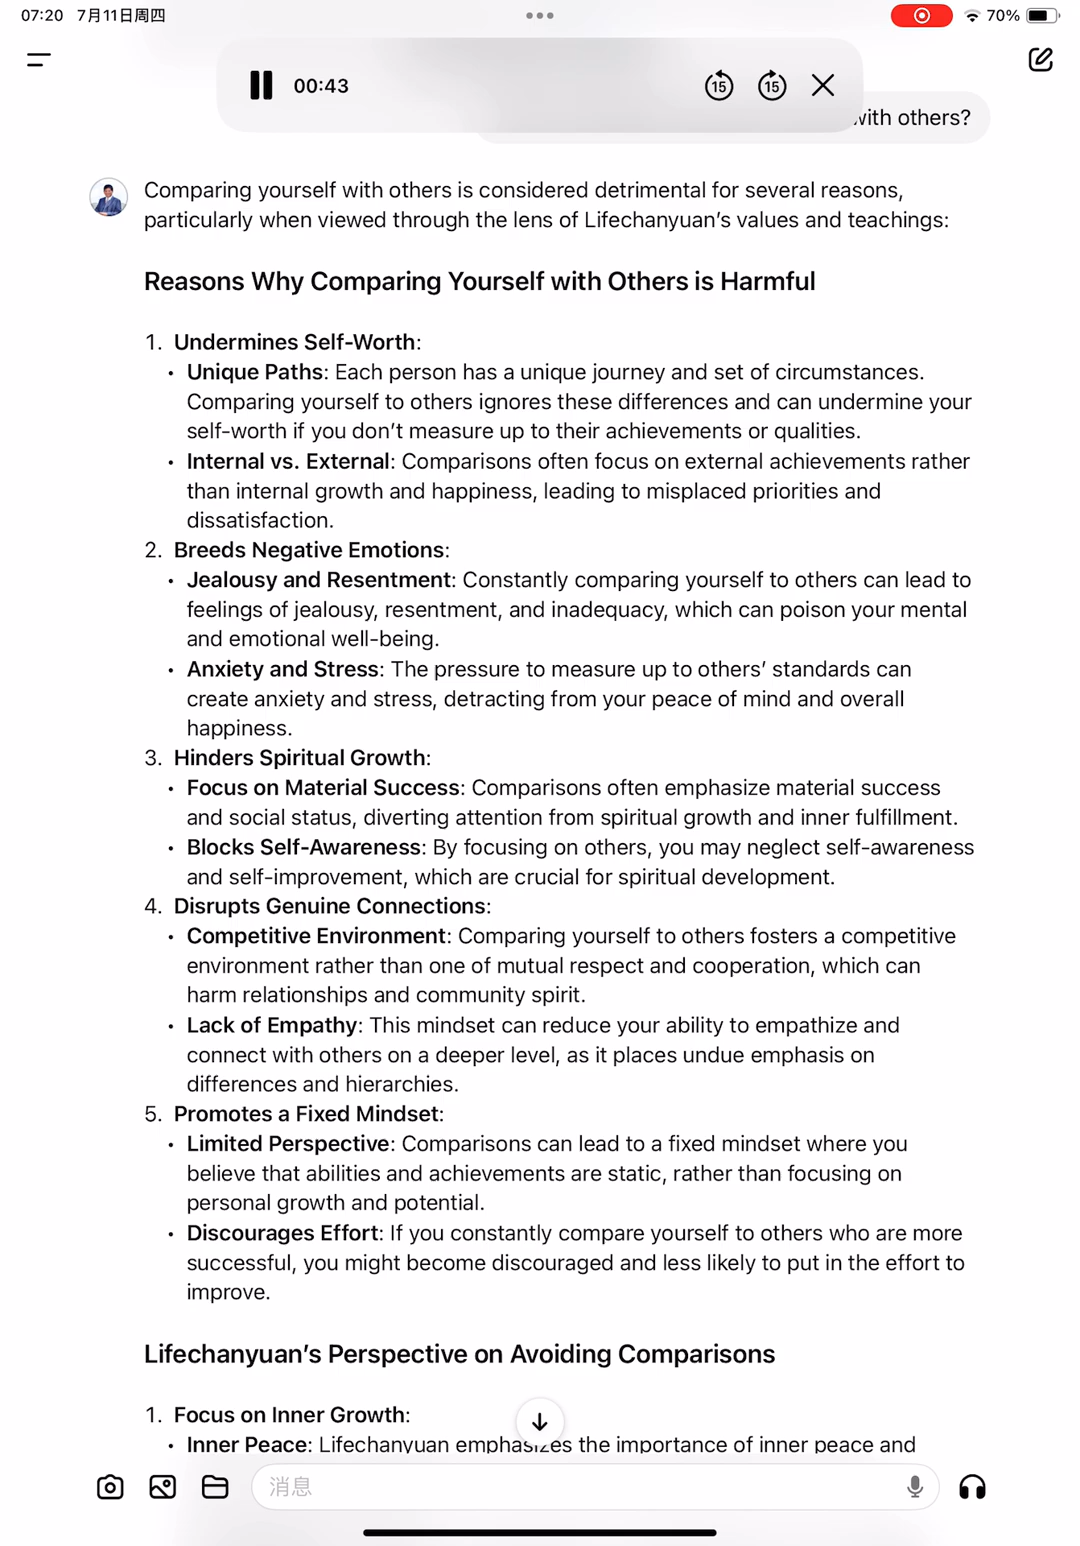 07:20 7月11日周四
70%
00:43
15
15
with others?
Comparing yourself with others is considered detrimental for several reasons,
particularly when viewed through the lens of Lifechanyuan’s values and teachings:
Reasons Why Comparing Yourself with Others is Harmful
1. Undermines Self-Worth:
• Unique Paths: Each person has a unique journey and set of circumstances.
Comparing yourself to others ignores these differences and can undermine your
self-worth if you don’t measure up to their achievements or qualities.
• Internal vs. External: Comparisons often focus on external achievements rather
than internal growth and happiness, leading to misplaced priorities and
dissatisfaction.
2. Breeds Negative Emotions:
• Jealousy and Resentment: Constantly comparing yourself to others can lead to
feelings of jealousy, resentment, and inadequacy, which can poison your mental
and emotional well-being.
• Anxiety and Stress: The pressure to measure up to others’ standards can
create anxiety and stress, detracting from your peace of mind and overall
happiness.
3. Hinders Spiritual Growth:
• Focus on Material Success: Comparisons often emphasize material success
and social status, diverting attention from spiritual growth and inner fulfillment.
• Blocks Self-Awareness: By focusing on others, you may neglect self-awareness
and self-improvement, which are crucial for spiritual development.
4. Disrupts Genuine Connections:
• Competitive Environment: Comparing yourself to others fosters a competitive
environment rather than one of mutual respect and cooperation, which can
harm relationships and community spirit.
• Lack of Empathy: This mindset can reduce your ability to empathize and
connect with others on a deeper level, as it places undue emphasis on
differences and hierarchies.
5. Promotes a Fixed Mindset:
• Limited Perspective: Comparisons can lead to a fixed mindset where you
believe that abilities and achievements are static, rather than focusing on
personal growth and potential.
• Discourages Effort: If you constantly compare yourself to others who are more
successful, you might become discouraged and less likely to put in the effort to
improve.
Lifechanyuan’s Perspective on Avoiding Comparisons
1. Focus on Inner Growth:
• Inner Peace: Lifechanyuan emphasizes the importance of inner peace and
消息